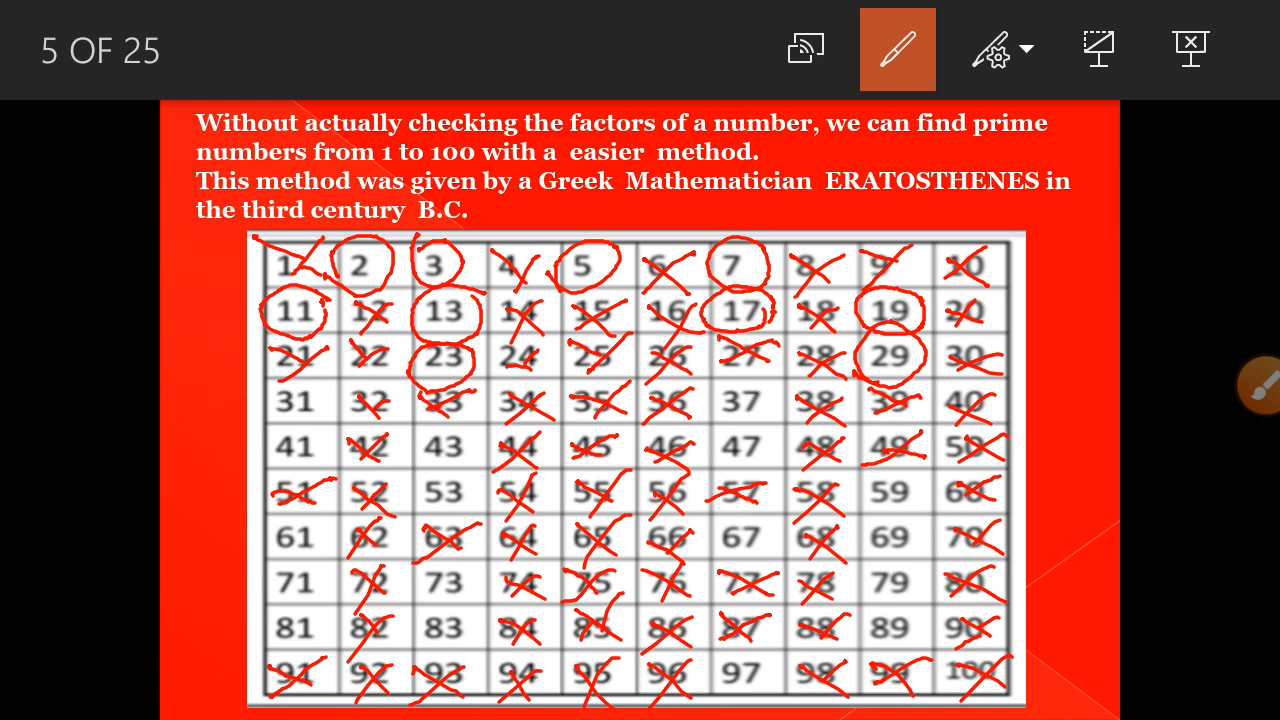 5 OF 25
Without actually checking the factors of a number, we can find prime
numbers from 1 to 100 with a easier method.
This method was given by a Greek Mathematician ERATOSTHENES in
the third century B.C.
1 2 3 4 5 6 7 8 9 10
11 12 13 14 15 16 17 18 19 20
21 22 23 24 25 26 27 28 29 30
31 32 33 34 35 36 37 38 39 40
41 42 43 44 45 46 47 48 49 50
51 52 53 54 55 56 57 58 59 60
61 62 63 64 65 66 67 68 69 70
71 72 73 74 75 76 77 78 79 80
81 82 83 84 85 86 87 88 89 90
91 92 93 94 95 96 97 98 99 100